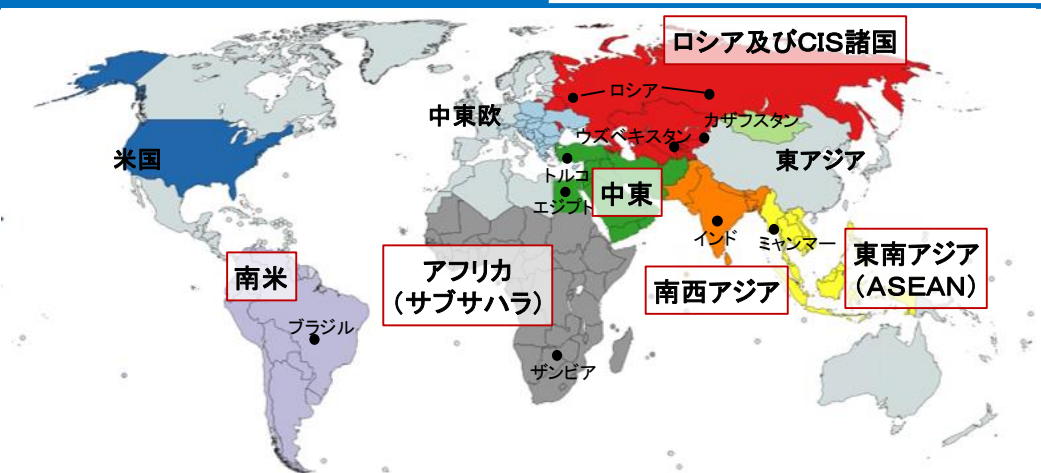 ロシア及びCIS諸国
ロシア
中東欧
カザフスタン
ウズベキスタン
米国
東アジア
トルコ
中東
エジプト
インド
ミャンマー
東南アジア
（ASEAN）
南米
アフリカ
（サブサハラ）
南西アジア
ブラジル
ザンビア